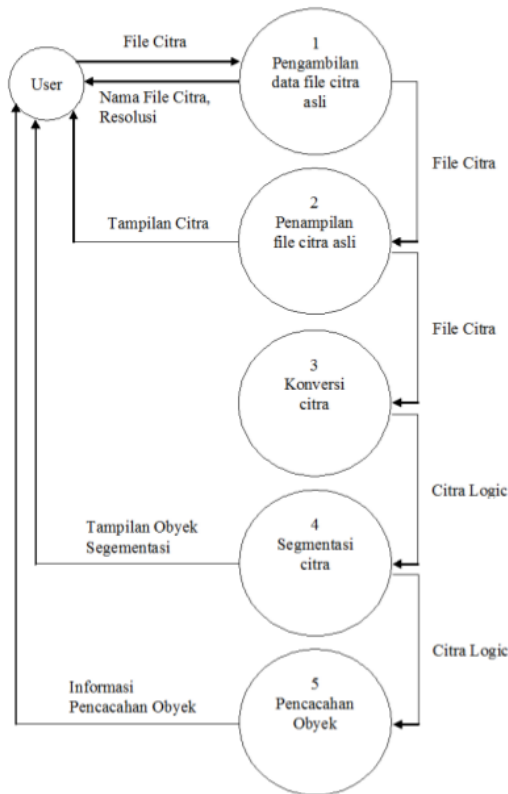 File Citra
User
Nama File Citra,
Resolusi
1
Pengambilan
data file citra
asli
File Citra
2
Penampilan
file citra asli
Tampilan Citra
File Citra
3
Konversi
citra
Citra Logic
4
Segmentasi
citra
Tampilan Obyek
Segementasi
Citra Logic
5
Pencacahan
Obyek
Informasi
Pencacahan Obyek